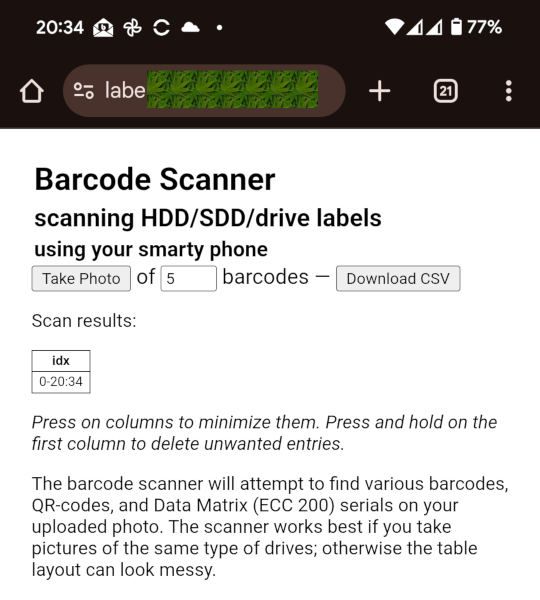 20:34 77%
labe 21
Barcode Scanner
scanning HDD/SDD/drive labels
using your smarty phone
Take Photo of 5 barcodes — Download CSV
Scan results:
idx
0-20:34
Press on columns to minimize them. Press and hold on the
first column to delete unwanted entries.
The barcode scanner will attempt to find various barcodes,
QR-codes, and Data Matrix (ECC 200) serials on your
uploaded photo. The scanner works best if you take
pictures of the same type of drives; otherwise the table
layout can look messy.